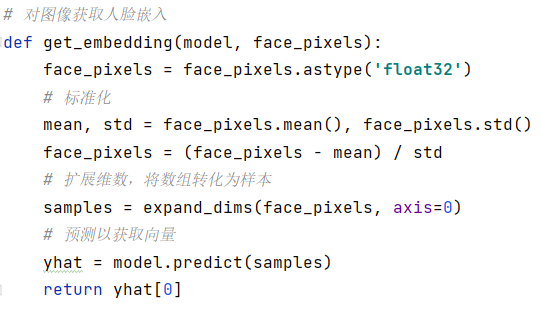 # 对图像获取人脸嵌入
def get_embedding(model, face_pixels):
    face_pixels = face_pixels.astype('float32')
    # 标准化
    mean, std = face_pixels.mean(), face_pixels.std()
    face_pixels = (face_pixels - mean) / std
    # 扩展维数，将数组转化为样本
    samples = expand_dims(face_pixels, axis=0)
    # 预测以获取向量
    yhat = model.predict(samples)
    return yhat[0]